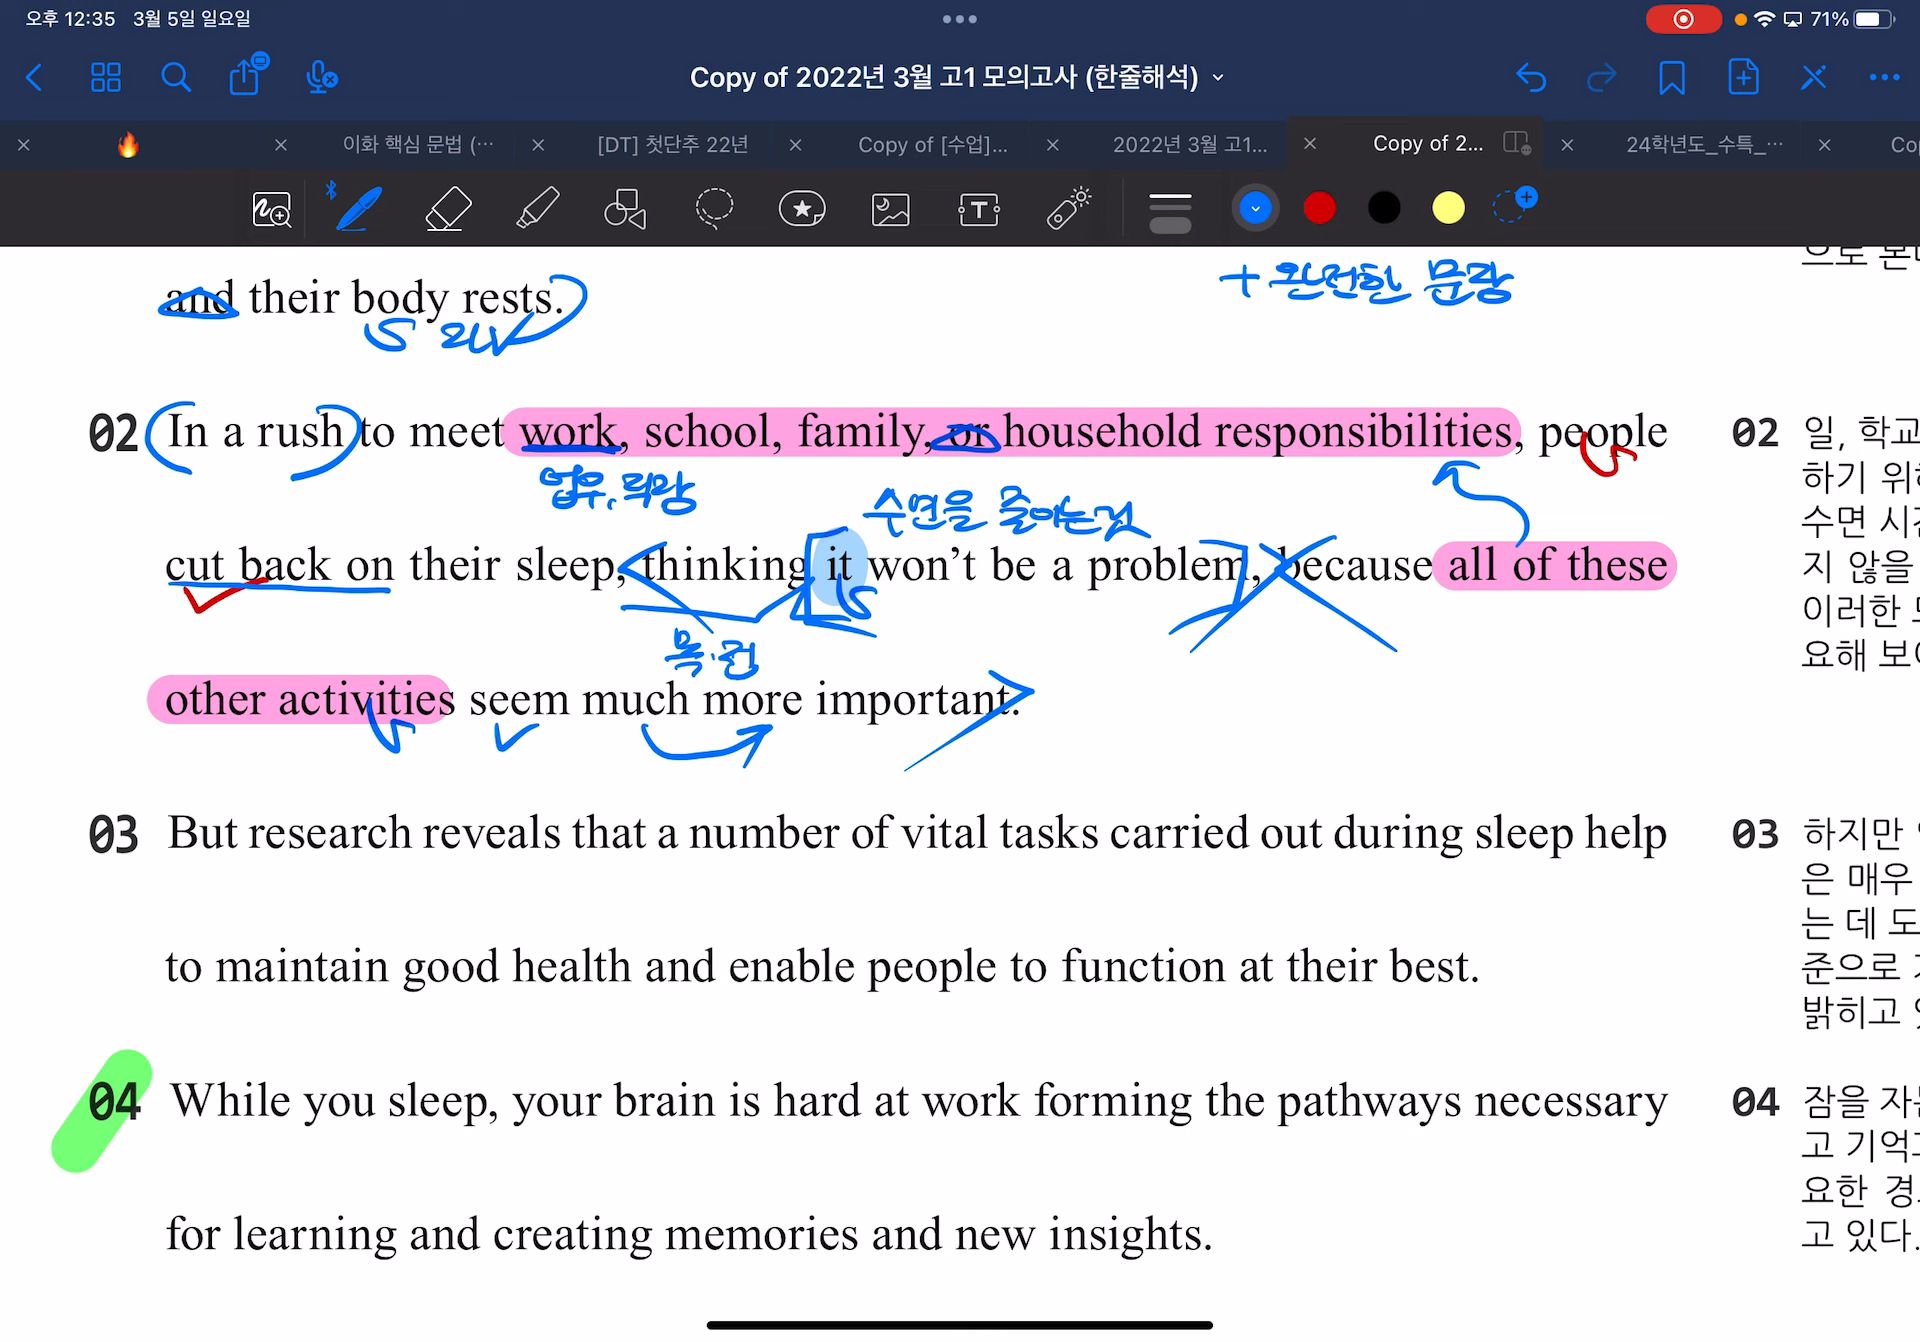 오후 12:35 3월 5일 일요일
71%
Copy of 2022년 3월 고1 모의고사 (한줄해석)
이화 핵심 문법 (···
[DT] 첫단추 22년
Copy of [수업]...
2022년 3월 고1...
Copy of 2...
24학년도_수특_···
Co
으로 본
and their body rests.
+ 완전한 문장
S 2V
02 In a rush to meet work, school, family, or household responsibilities, people
S
업무, 직장
수면을 줄이는 것
cut back on their sleep, thinking it won't be a problem, because all of these
S
목·접
other activities seem much more important.
S
03 But research reveals that a number of vital tasks carried out during sleep help
to maintain good health and enable people to function at their best.
04 While you sleep, your brain is hard at work forming the pathways necessary
for learning and creating memories and new insights.
02 일, 학교
하기 위
수면 시
지 않을
이러한
요해 보
03 하지만
은 매우
는 데 도
준으로
밝히고
04 잠을 자
고 기억
요한 경
고 있다.